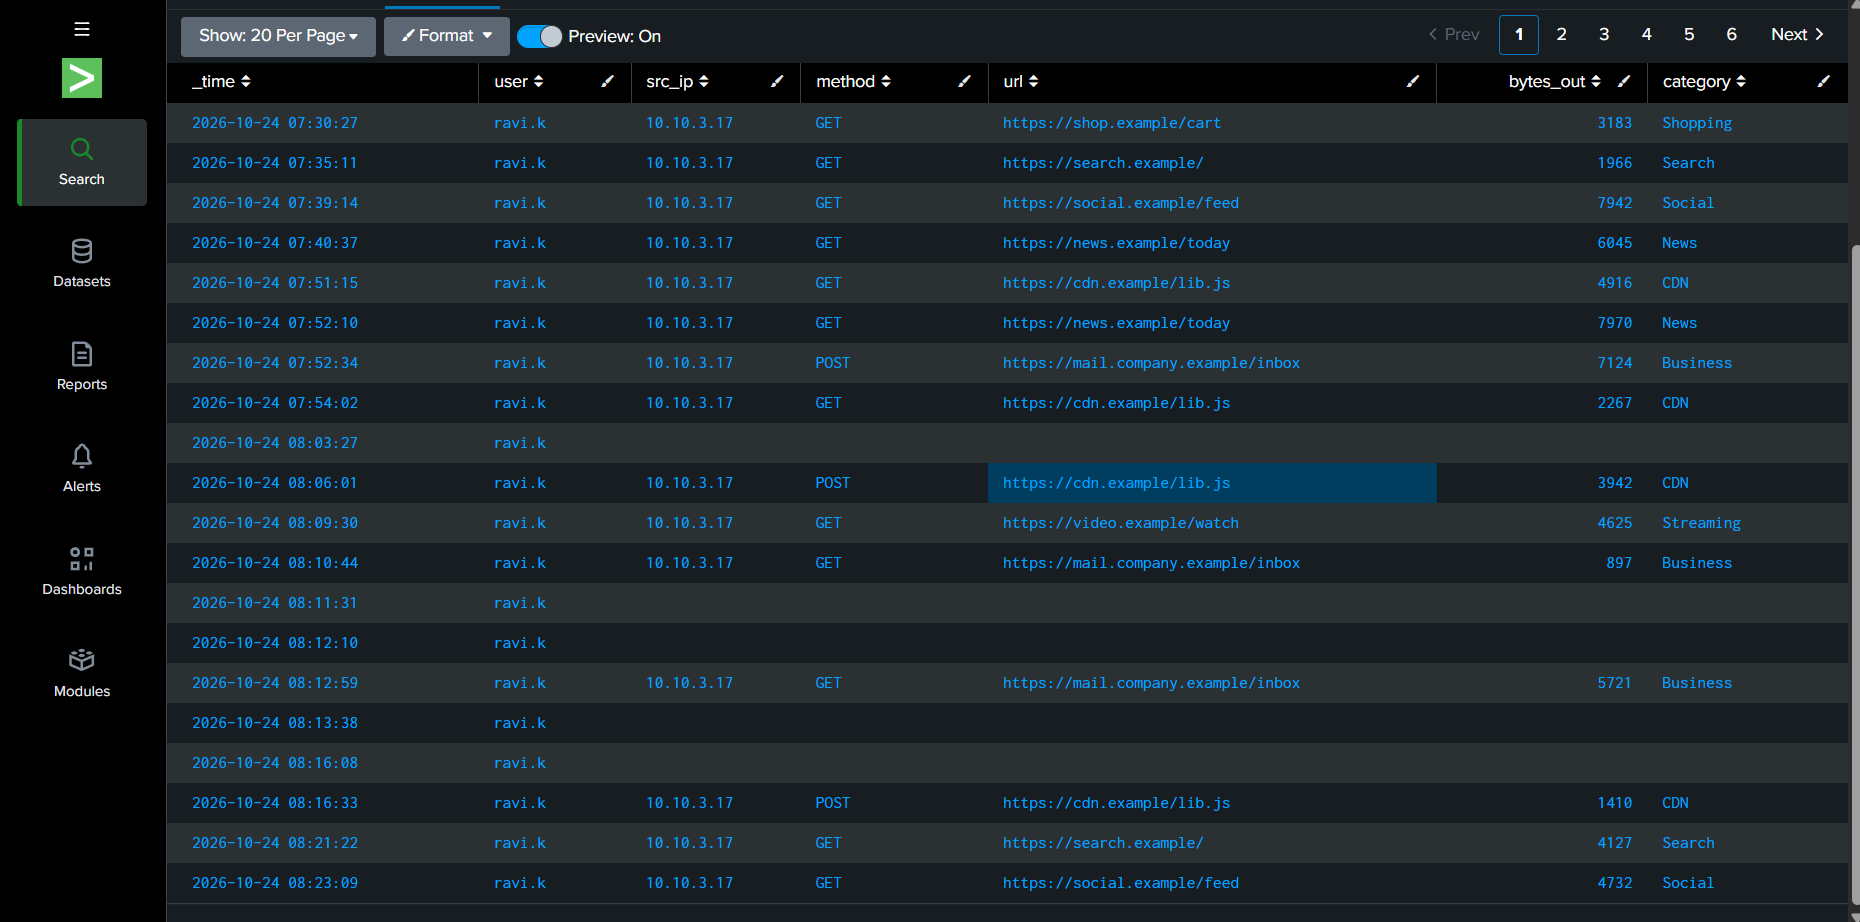 Show: 20 Per Page Format Preview: On Prev 1 2 3 4 5 6 Next
_time user src_ip method url bytes_out category
2026-10-24 07:30:27 ravi.k 10.10.3.17 GET https://shop.example/cart 3183 Shopping
2026-10-24 07:35:11 ravi.k 10.10.3.17 GET https://search.example/ 1966 Search
2026-10-24 07:39:14 ravi.k 10.10.3.17 GET https://social.example/feed 7942 Social
2026-10-24 07:40:37 ravi.k 10.10.3.17 GET https://news.example/today 6045 News
2026-10-24 07:51:15 ravi.k 10.10.3.17 GET https://cdn.example/lib.js 4916 CDN
2026-10-24 07:52:10 ravi.k 10.10.3.17 GET https://news.example/today 7970 News
2026-10-24 07:52:34 ravi.k 10.10.3.17 POST https://mail.company.example/inbox 7124 Business
2026-10-24 07:54:02 ravi.k 10.10.3.17 GET https://cdn.example/lib.js 2267 CDN
2026-10-24 08:03:27 ravi.k
2026-10-24 08:06:01 ravi.k 10.10.3.17 POST https://cdn.example/lib.js 3942 CDN
2026-10-24 08:09:30 ravi.k 10.10.3.17 GET https://video.example/watch 4625 Streaming
2026-10-24 08:10:44 ravi.k 10.10.3.17 GET https://mail.company.example/inbox 897 Business
2026-10-24 08:11:31 ravi.k
2026-10-24 08:12:10 ravi.k
2026-10-24 08:12:59 ravi.k 10.10.3.17 GET https://mail.company.example/inbox 5721 Business
2026-10-24 08:13:38 ravi.k
2026-10-24 08:16:08 ravi.k
2026-10-24 08:16:33 ravi.k 10.10.3.17 POST https://cdn.example/lib.js 1410 CDN
2026-10-24 08:21:22 ravi.k 10.10.3.17 GET https://search.example/ 4127 Search
2026-10-24 08:23:09 ravi.k 10.10.3.17 GET https://social.example/feed 4732 Social
Search
Datasets
Reports
Alerts
Dashboards
Modules